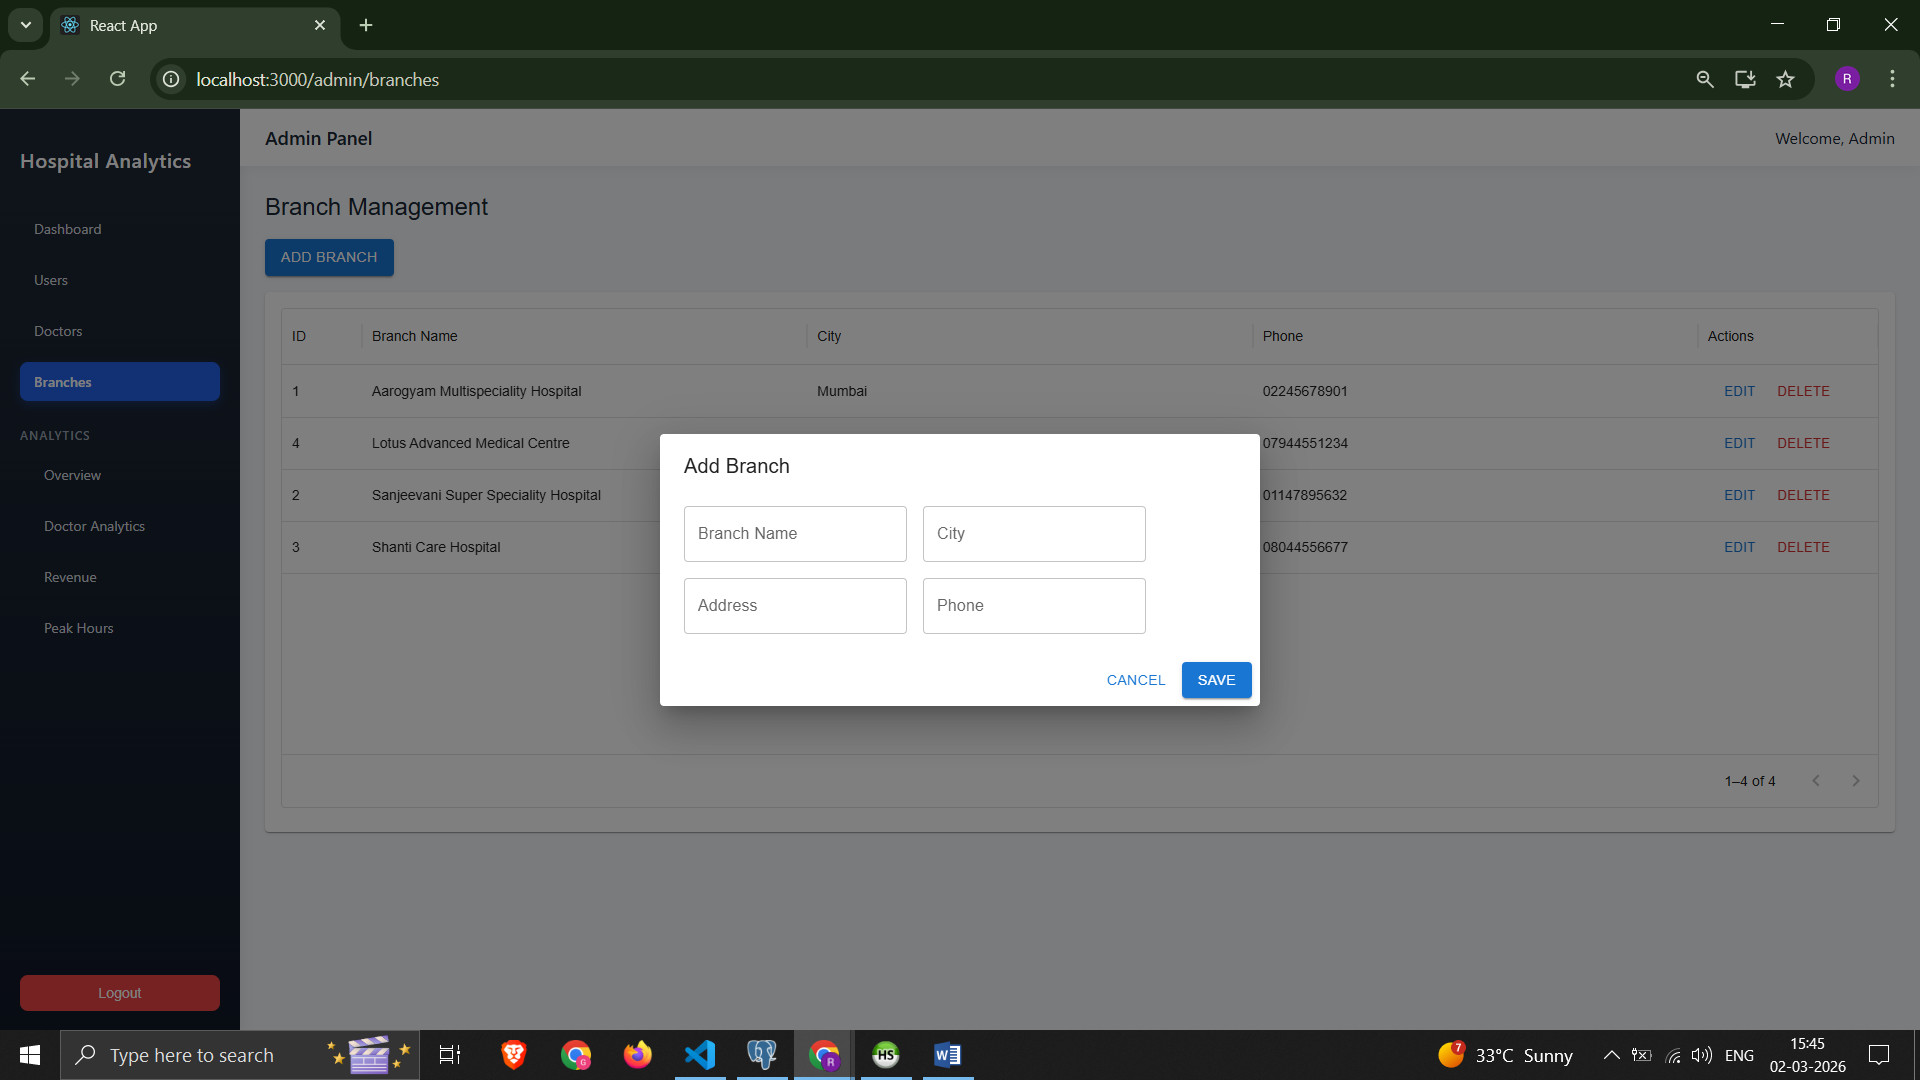 React App
localhost:3000/admin/branches
R
Hospital Analytics
Admin Panel
Welcome, Admin
Dashboard
Users
Doctors
Branches
ANALYTICS
Overview
Doctor Analytics
Revenue
Peak Hours
Logout
Branch Management
ADD BRANCH
ID Branch Name City Phone Actions
1 Aarogyam Multispeciality Hospital Mumbai 02245678901 EDIT DELETE
4 Lotus Advanced Medical Centre 07944551234 EDIT DELETE
2 Sanjeevani Super Speciality Hospital 01147895632 EDIT DELETE
3 Shanti Care Hospital 08044556677 EDIT DELETE
1–4 of 4
Add Branch
Branch Name City
Address Phone
CANCEL SAVE
Type here to search
G
R
HS
W
7
33°C Sunny
ENG
15:45
02-03-2026